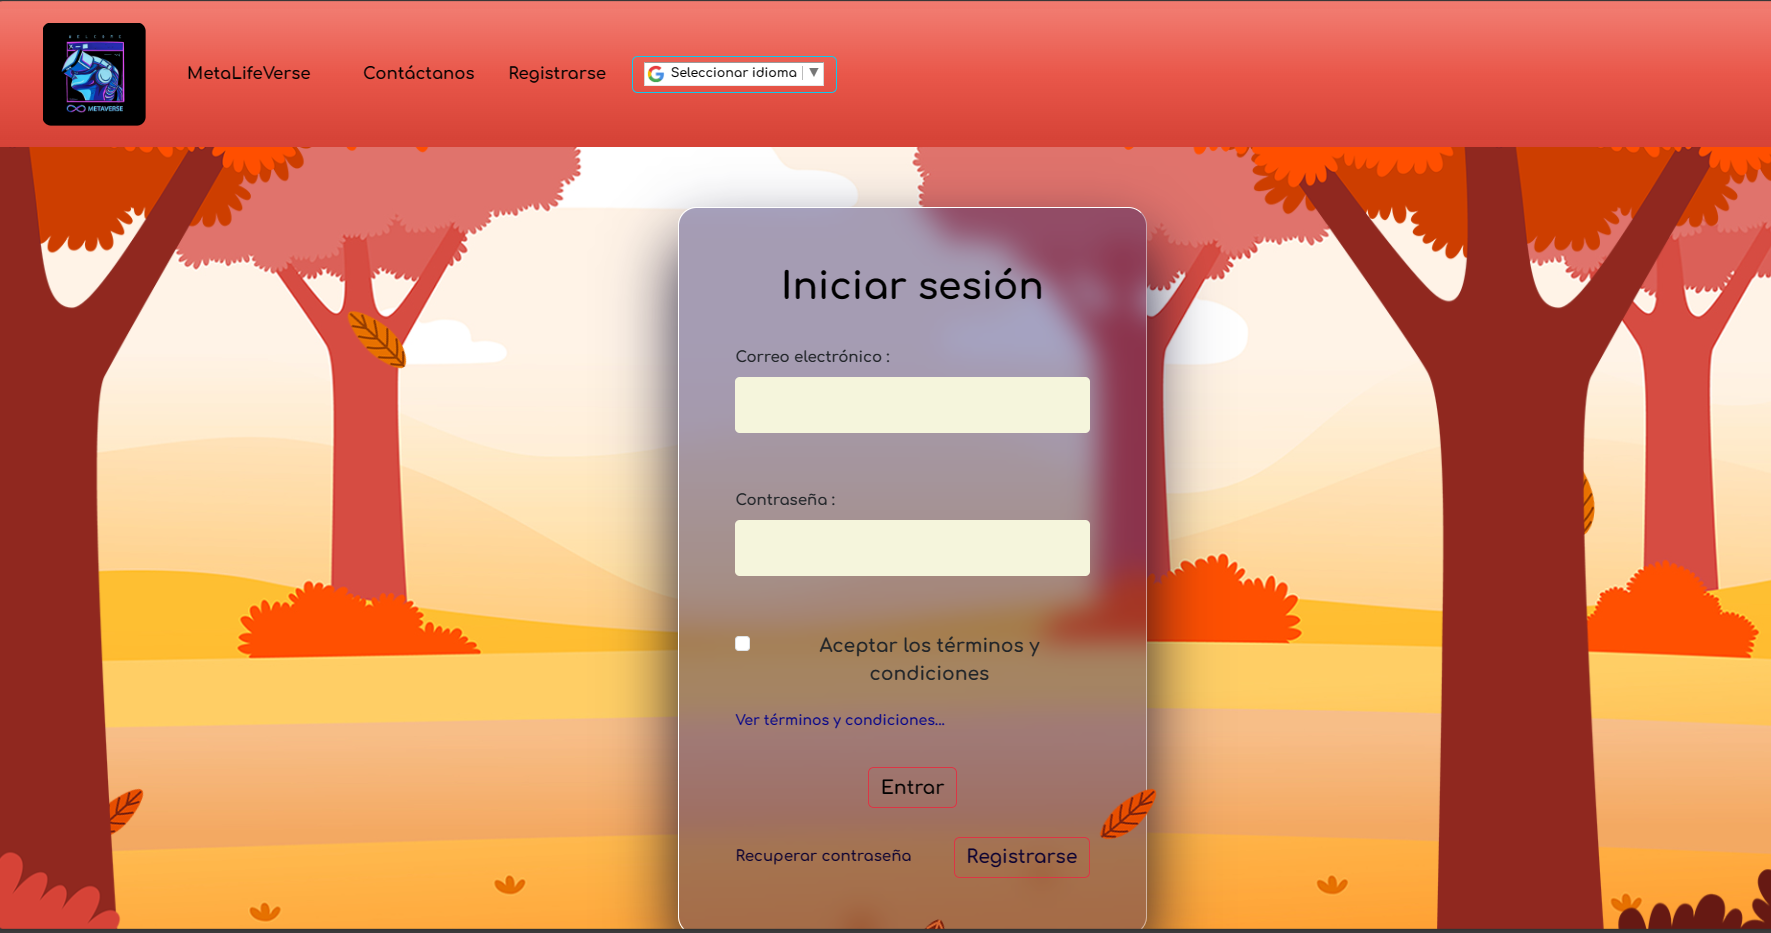 METAVERSE
MetaLifeVerse
Contáctanos
Registrarse
Seleccionar idioma ▼
Iniciar sesión
Correo electrónico :
Contraseña :
Aceptar los términos y
condiciones
Ver términos y condiciones...
Entrar
Recuperar contraseña
Registrarse